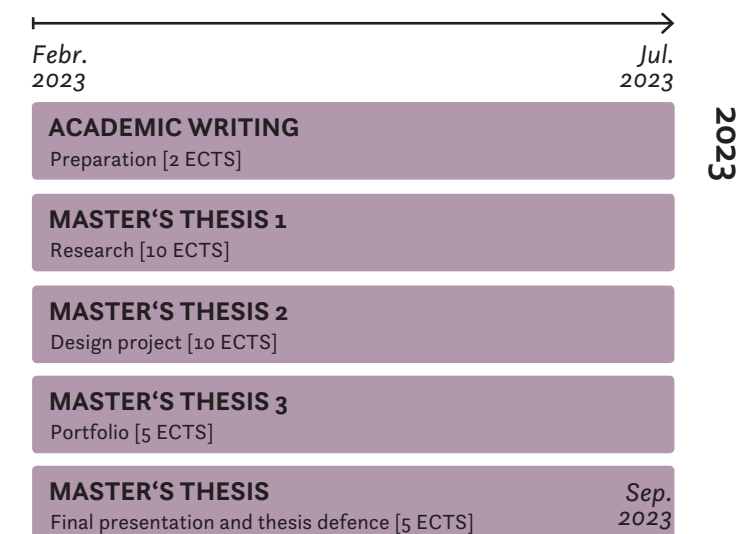 Febr.
2023
Jul.
2023
2023
ACADEMIC WRITING
Preparation [2 ECTS]
MASTER‘S THESIS 1
Research [10 ECTS]
MASTER‘S THESIS 2
Design project [10 ECTS]
MASTER‘S THESIS 3
Portfolio [5 ECTS]
MASTER‘S THESIS
Final presentation and thesis defence [5 ECTS]
Sep.
2023